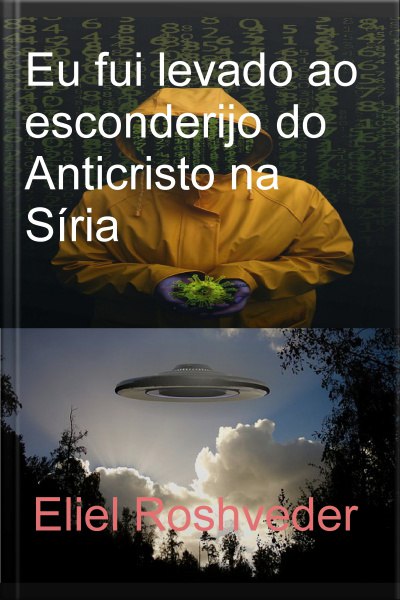 Eu fui levado ao
esconderijo do
Anticristo na
Síria
Eliel Roshveder